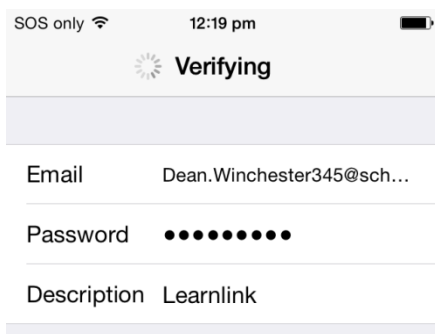 SOS only 12:19 pm
Verifying
Email Dean.Winchester345@sch...
Password ●●●●●●●●●
Description Learnlink